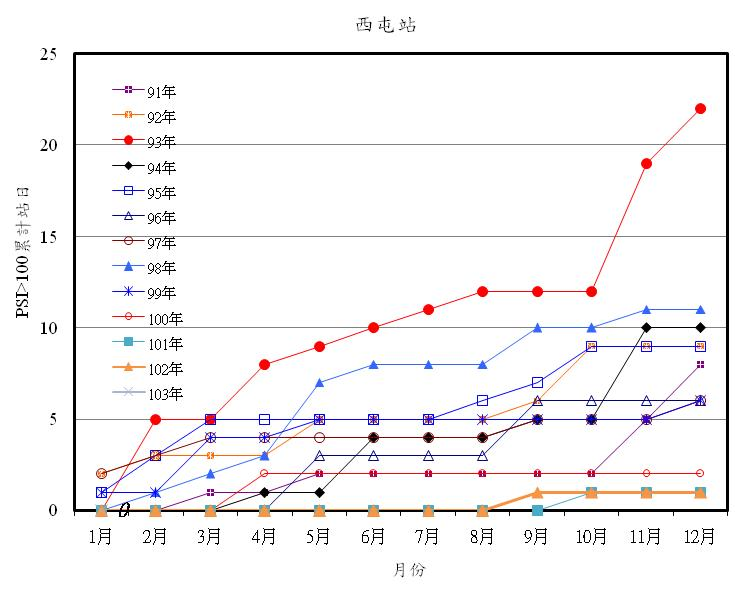 西屯站
PSI>100累計站日
25
20
15
10
5
0
91年
92年
93年
94年
95年
96年
97年
98年
99年
100年
101年
102年
103年
0
1月 2月 3月 4月 5月 6月 7月 8月 9月 10月 11月 12月
月份